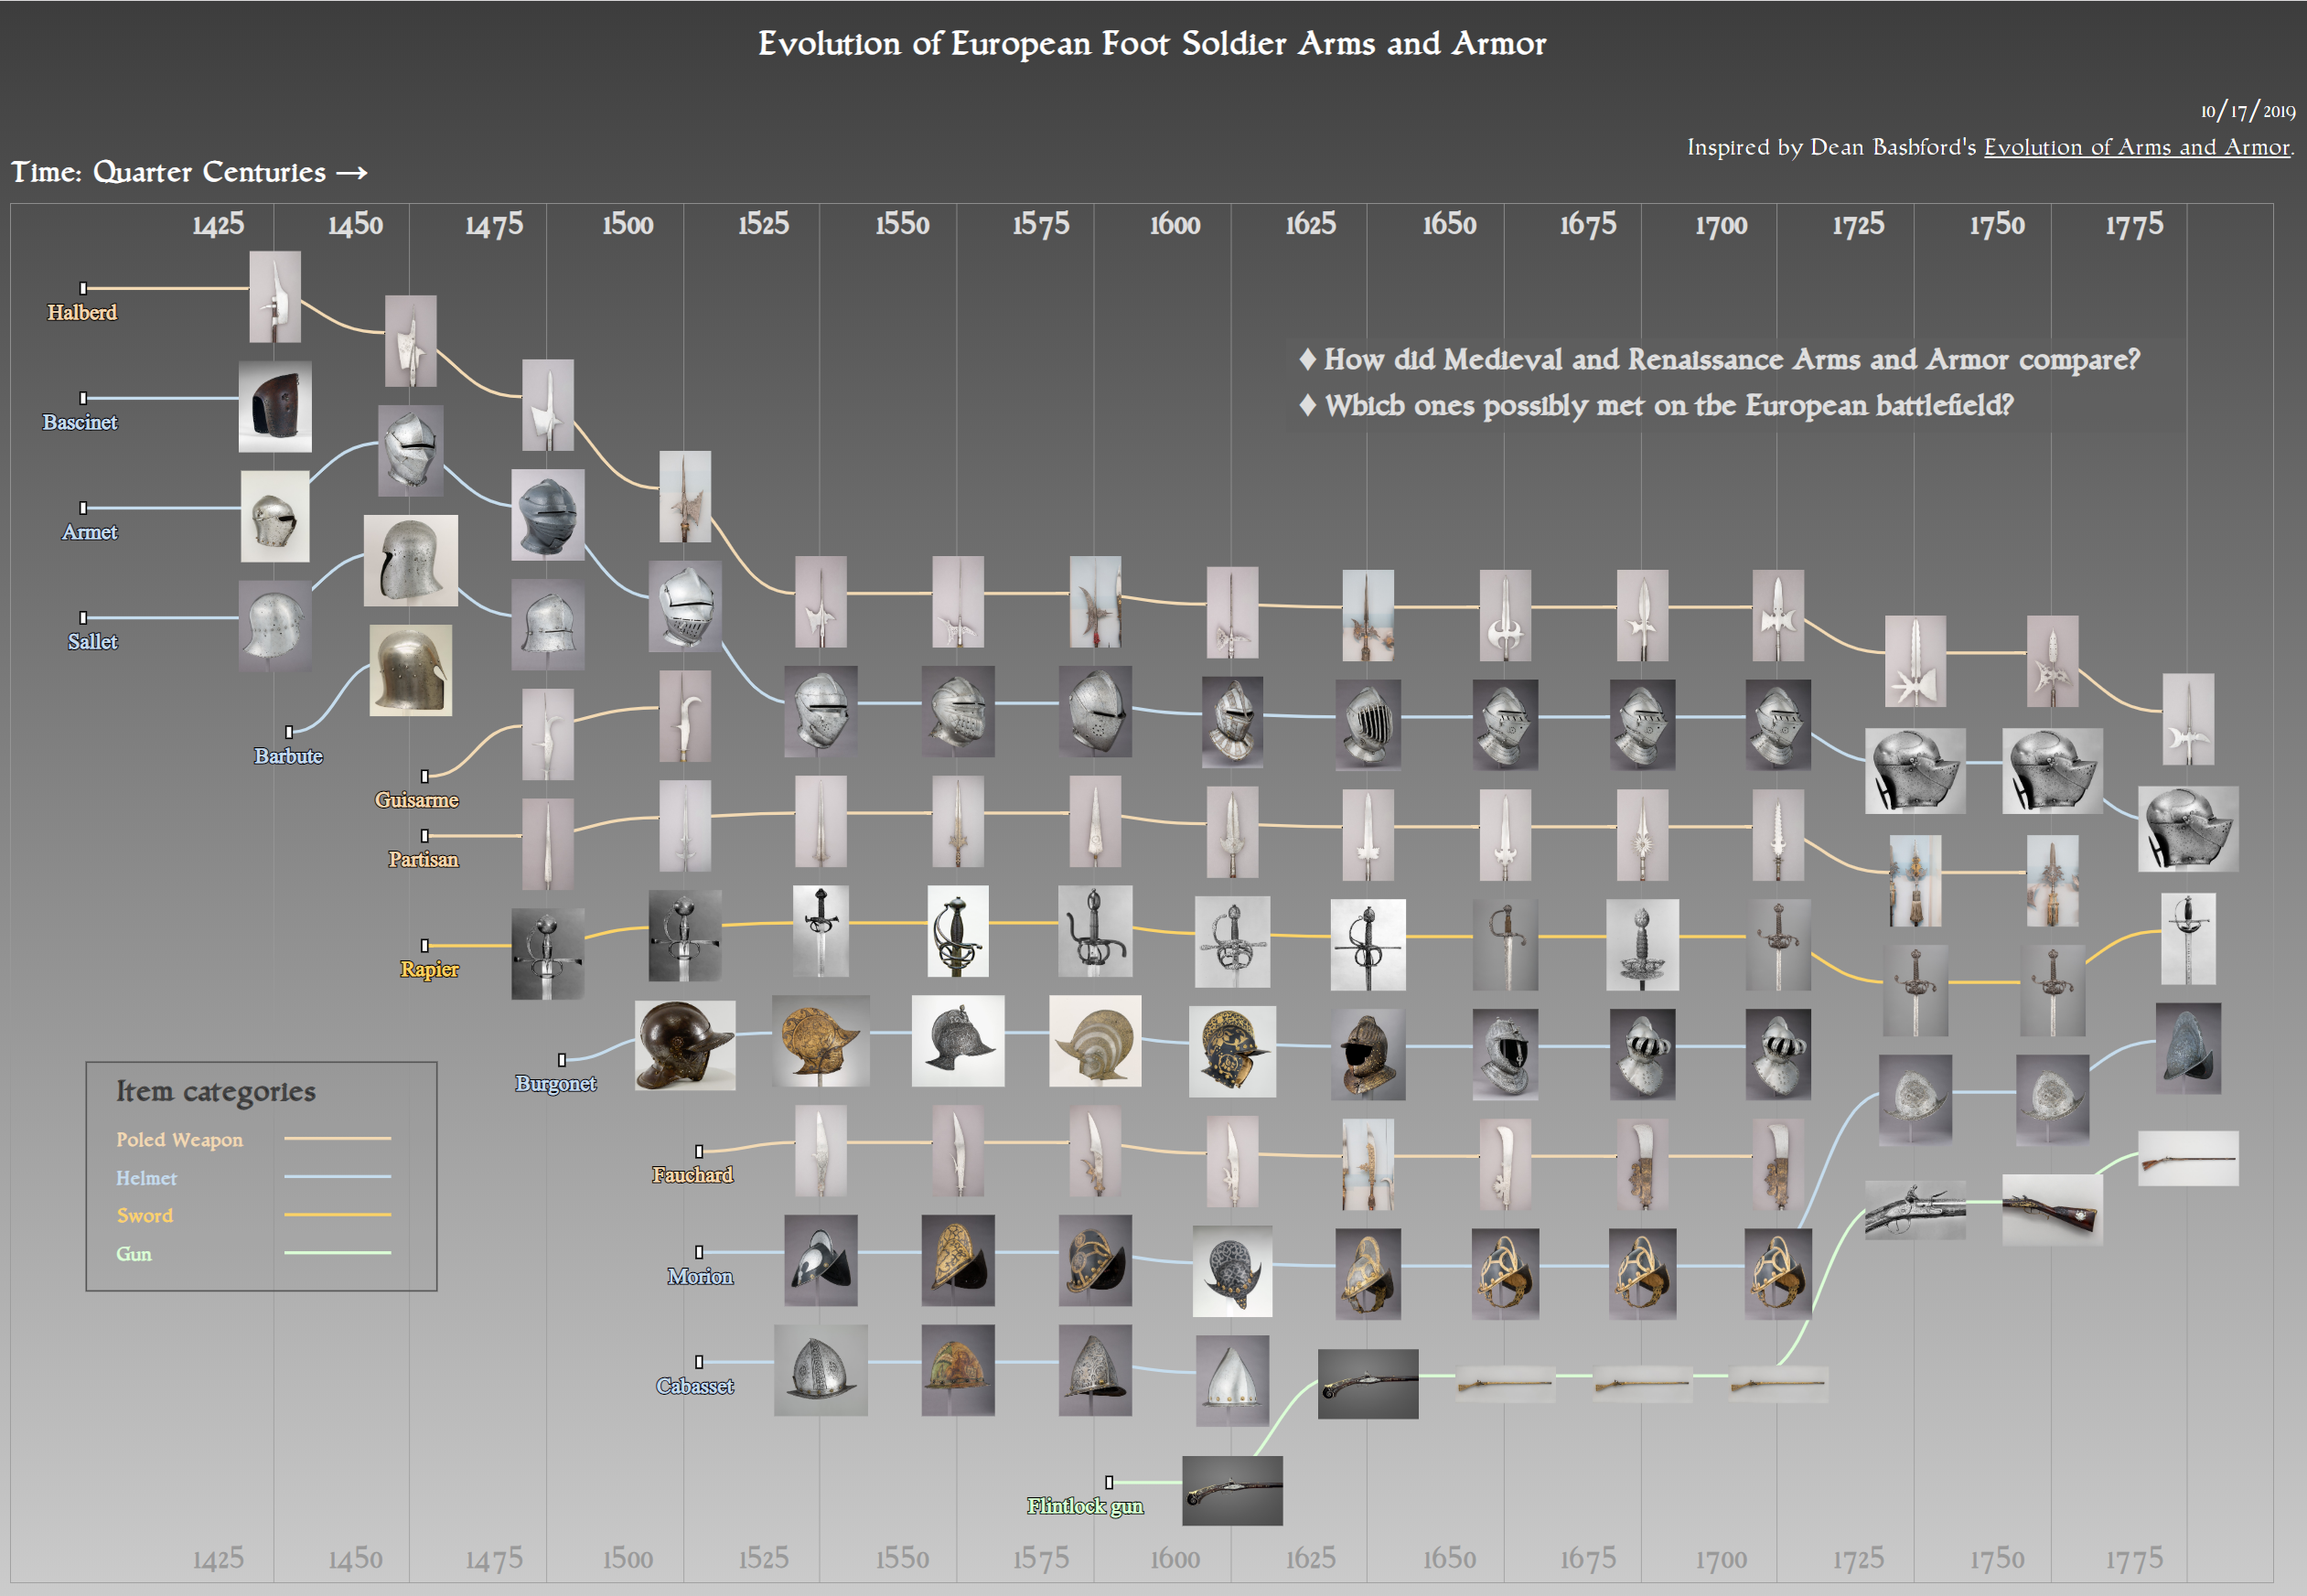 Evolution of European Foot Soldier Arms and Armor
10/17/2019
Inspired by Dean Bashford's Evolution of Arms and Armor.
Time: Quarter Centuries →
1425 1450 1475 1500 1525 1550 1575 1600 1625 1650 1675 1700 1725 1750 1775
Halberd
♦ How did Medieval and Renaissance Arms and Armor compare?
♦ Which ones possibly met on the European battlefield?
Bascinet
Armet
Sallet
Barbute
Guisarme
Partisan
Rapier
Burgonet
Item categories
Poled Weapon
Helmet
Sword
Gun
Fauchard
Morion
Cabasset
Flintlock gun
1425 1450 1475 1500 1525 1550 1575 1600 1625 1650 1675 1700 1725 1750 1775